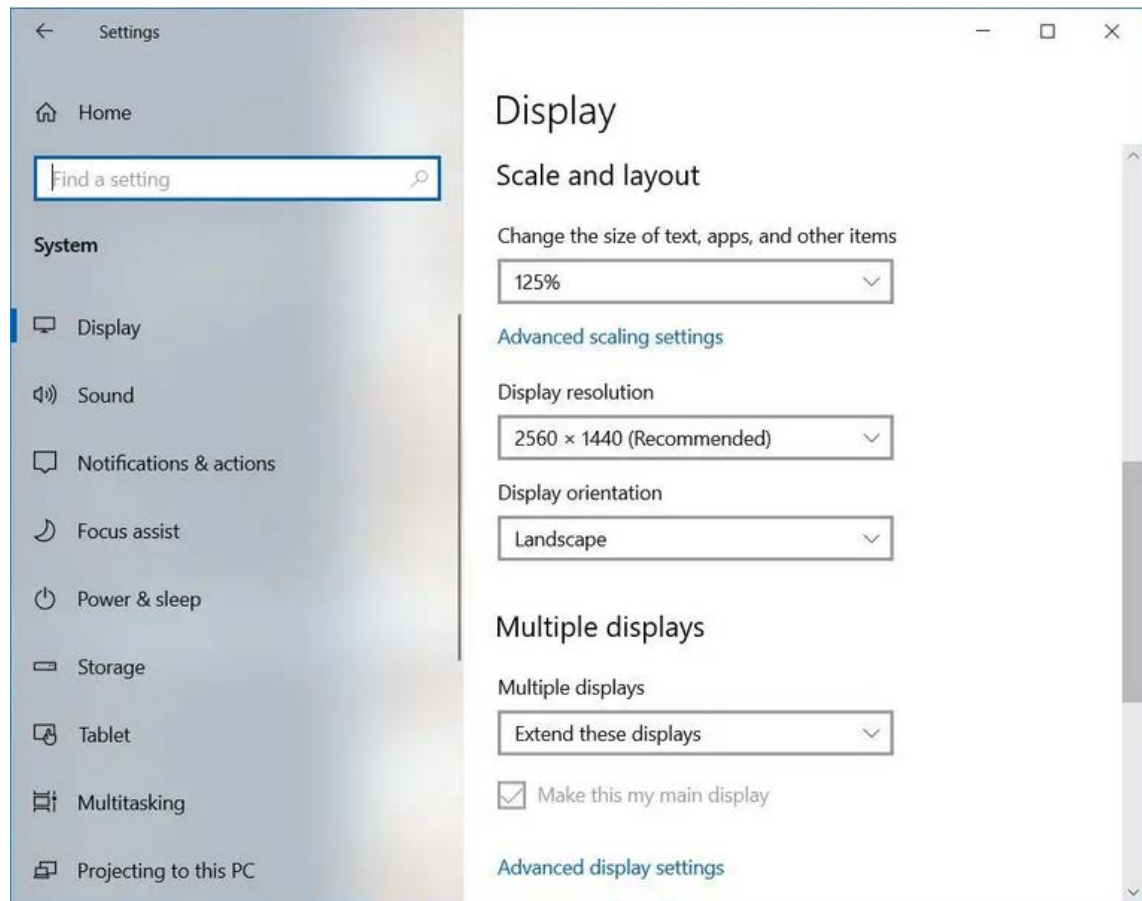 Settings
Home
Find a setting
System
Display
Sound
Notifications & actions
Focus assist
Power & sleep
Storage
Tablet
Multitasking
Projecting to this PC
Display
Scale and layout
Change the size of text, apps, and other items
125%
Advanced scaling settings
Display resolution
2560 × 1440 (Recommended)
Display orientation
Landscape
Multiple displays
Multiple displays
Extend these displays
Make this my main display
Advanced display settings